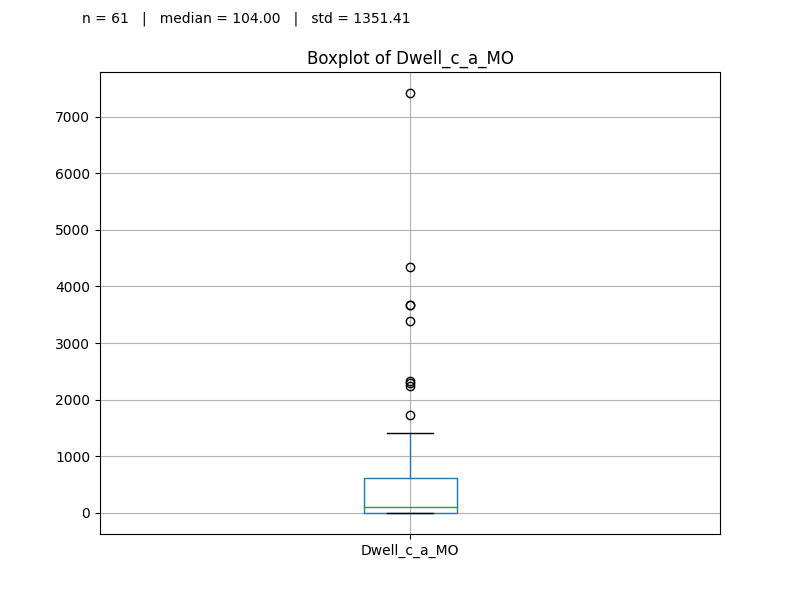 n = 61   |   median = 104.00   |   std = 1351.41
Boxplot of Dwell_c_a_MO
7000
6000
5000
4000
3000
2000
1000
0
Dwell_c_a_MO